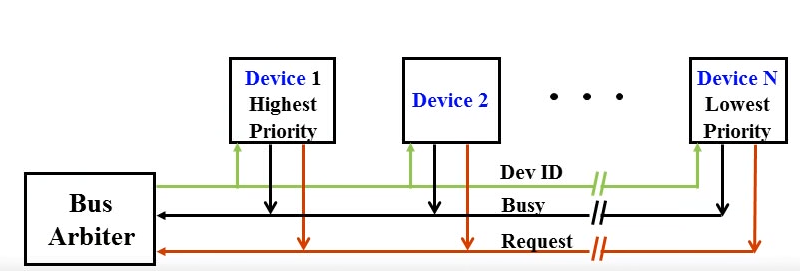 Device 1
Highest
Priority
Device 2
Device N
Lowest
Priority
Dev ID
Busy
Request
Bus
Arbiter